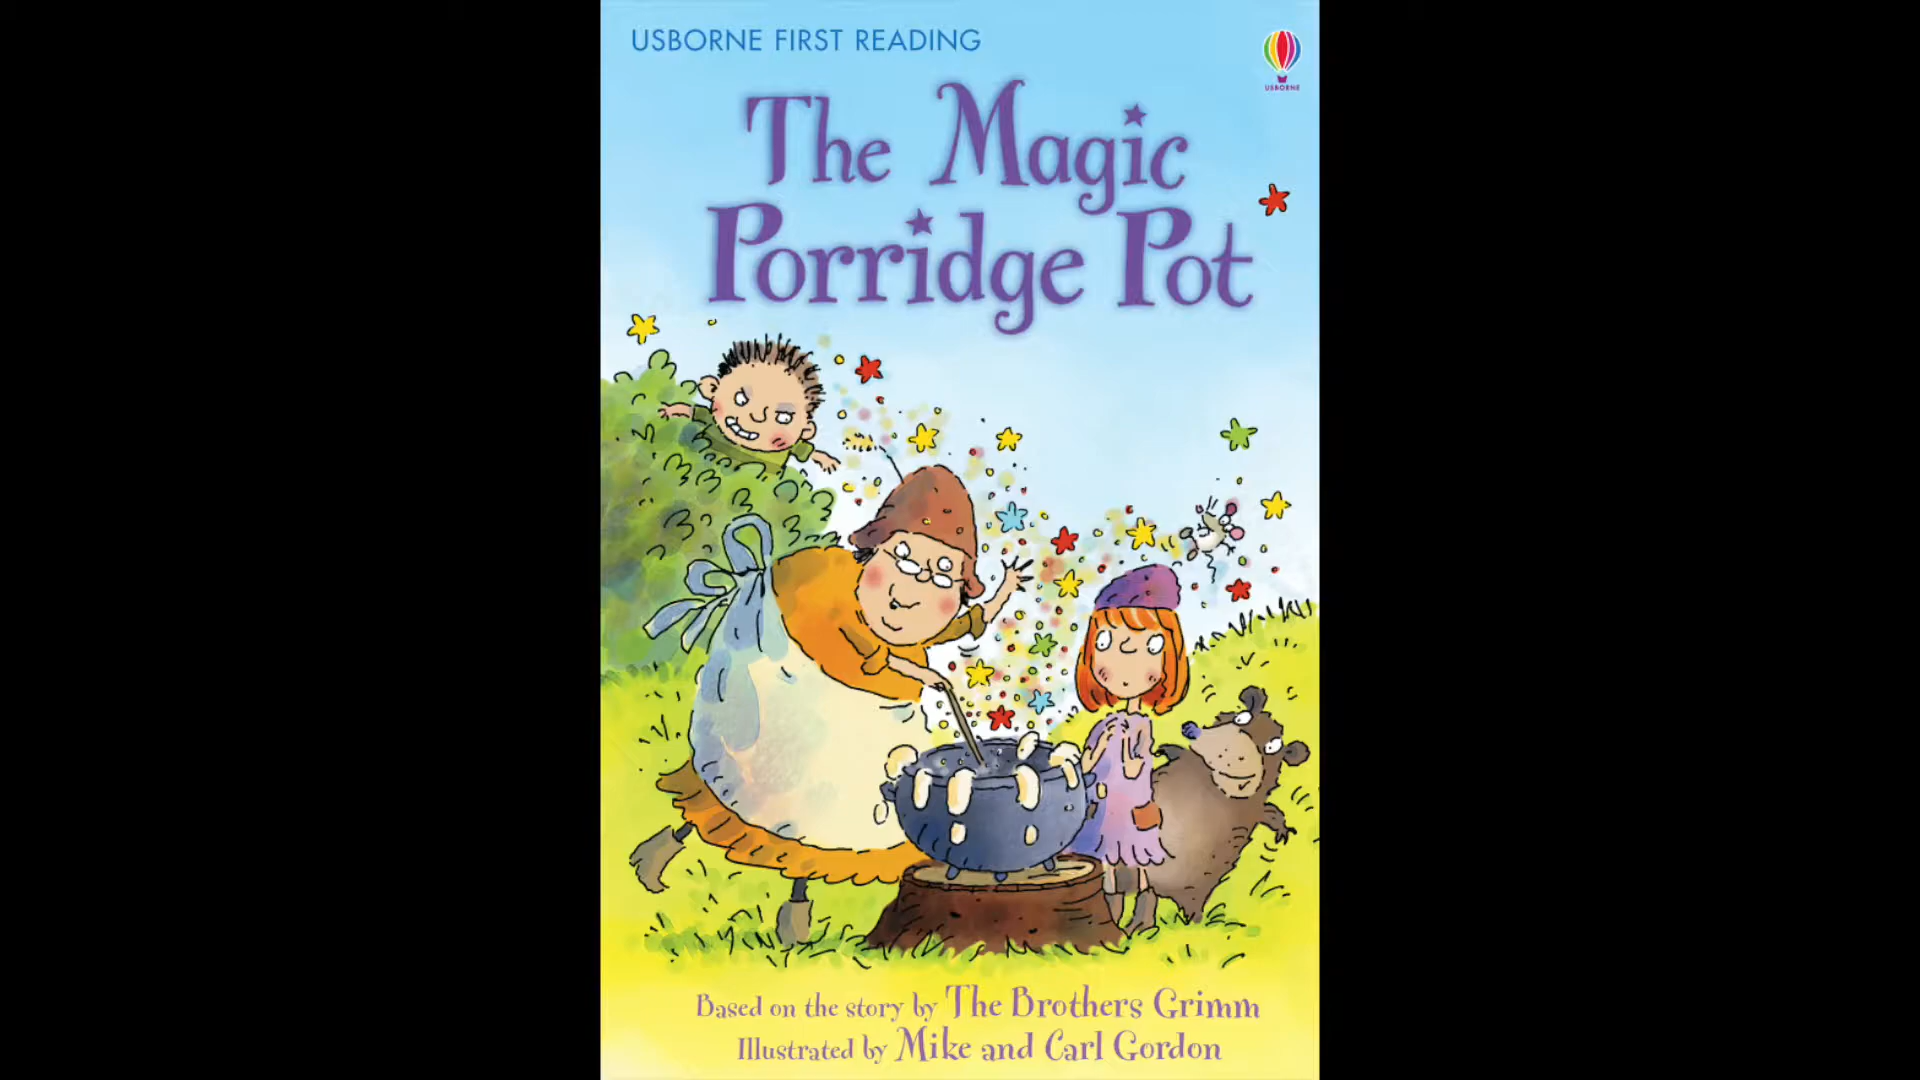 USBORNE FIRST READING
USBORNE
The Magic
Porridge Pot
Based on the story by The Brothers Grimm
Illustrated by Mike and Carl Gordon